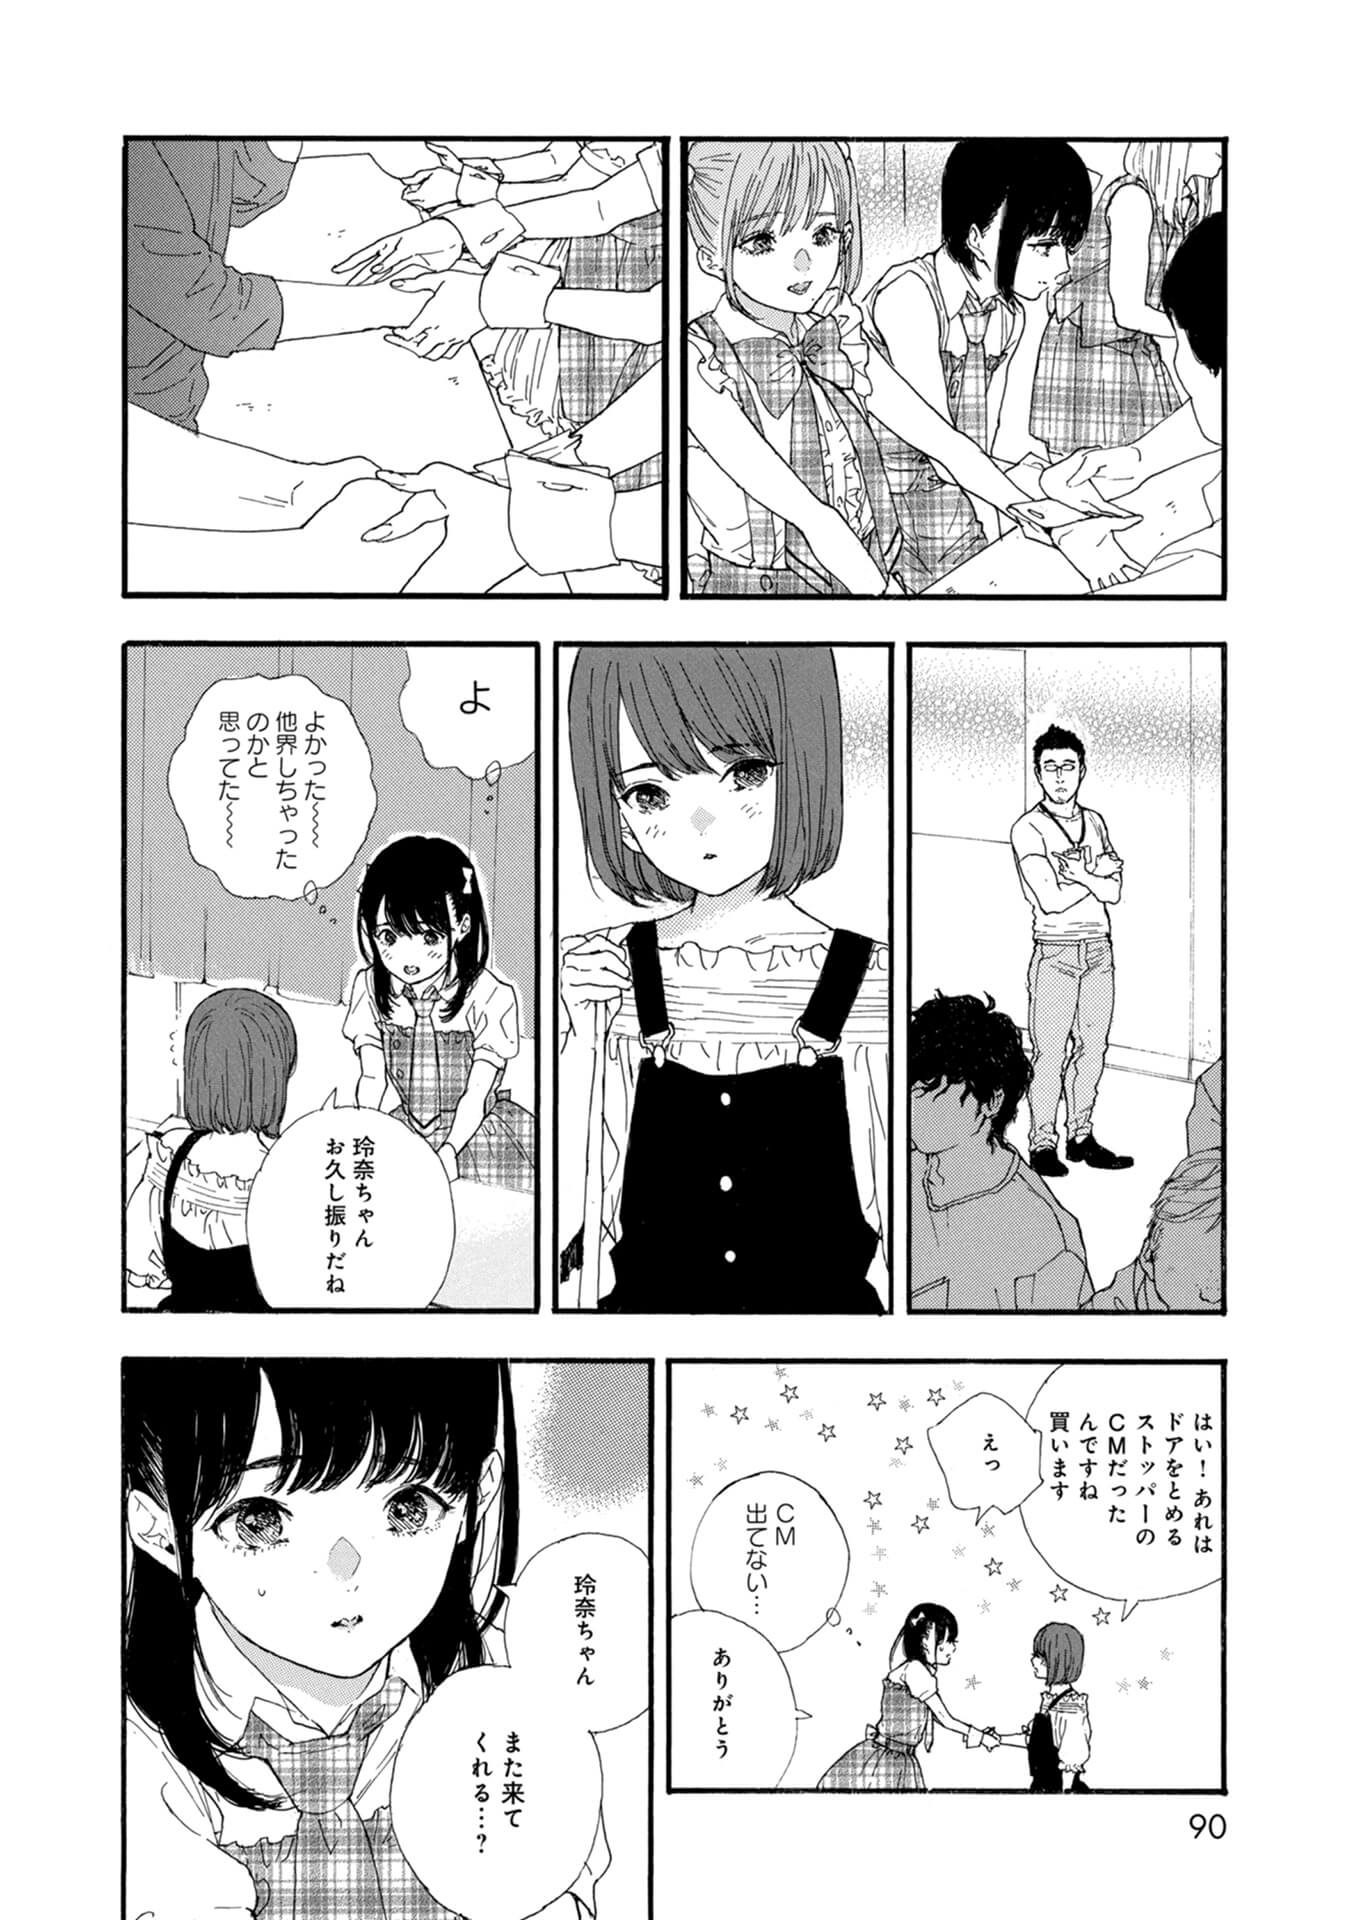 よ
よかった〜〜〜
他界しちゃった
のかと
思ってた〜〜〜
玲奈ちゃん
お久し振りだね
はい！あれは
ドアをとめる
ストッパーの
CMだった
んですね
買います
えっ
CM
出てない…
ありがとう
玲奈ちゃん
また来て
くれる…？
90